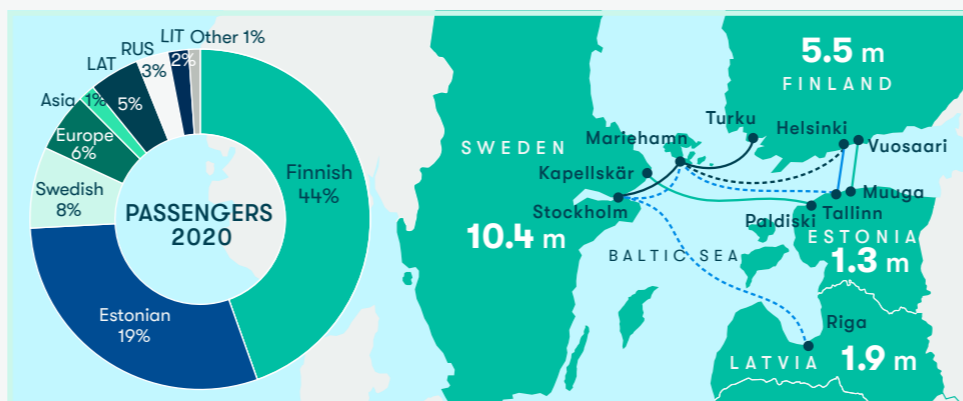 LIT
Other 1%
RUS
2%
3%
LAT
5%
Asia 1%
Europe
6%
Swedish
8%
Finnish
44%
PASSENGERS
2020
Estonian
19%
5.5 m
FINLAND
Turku
Mariehamn
Helsinki
Vuosaari
SWEDEN
Kapellskär
Stockholm
10.4 m
Muuga
Tallinn
Paldiski
ESTONIA
1.3 m
BALTIC SEA
Riga
LATVIA
1.9 m